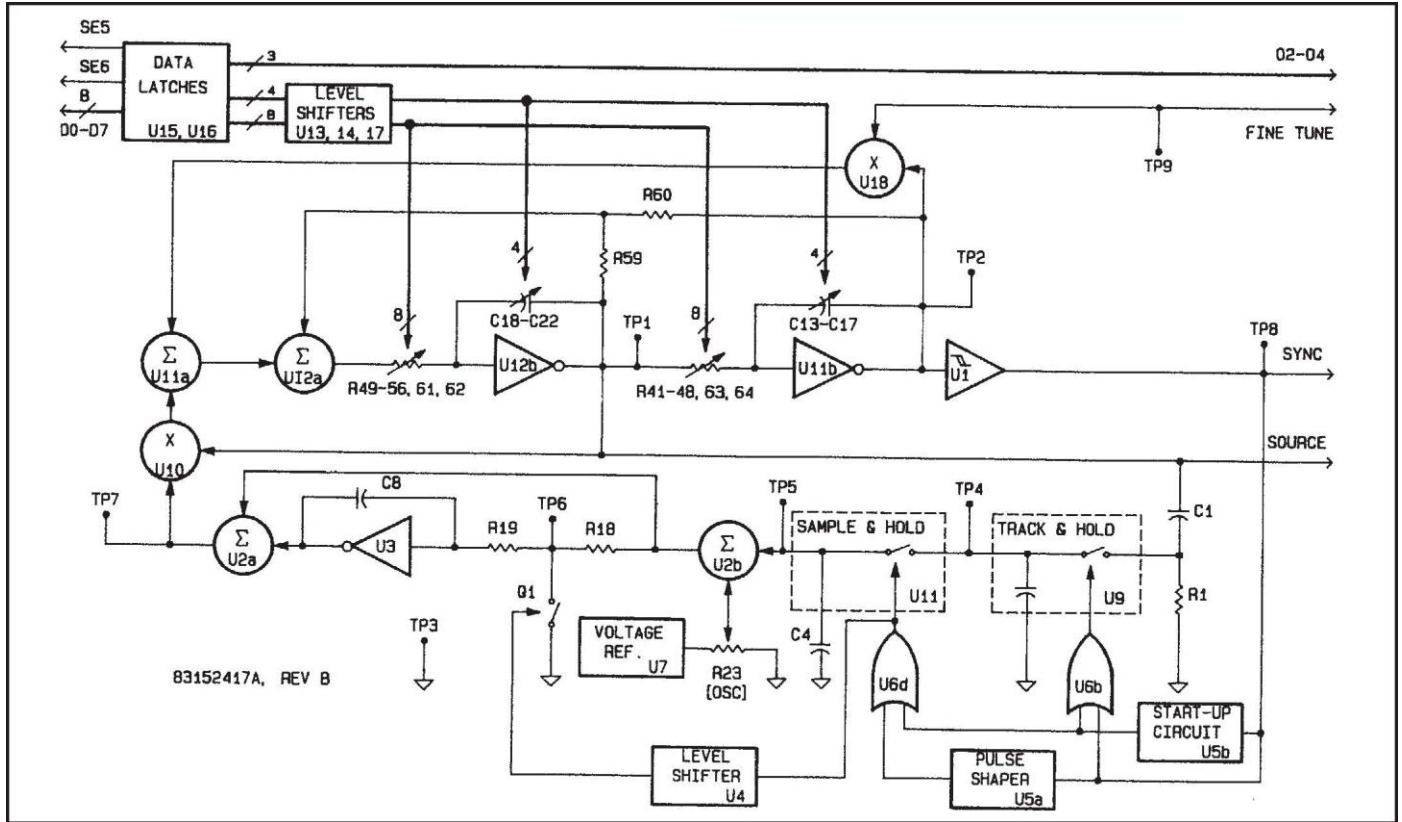 SE5
SE6
8
D0-D7
DATA
LATCHES
U15, U16
3
4
8
LEVEL
SHIFTERS
U13, 14, 17
02-04
FINE TUNE
TP9
X
U18
R60
R59
4
C18-C22
4
C13-C17
TP2
8
8
TP1
Σ
U11a
Σ
UI2a
R49-56, 61, 62
U12b
R41-48, 63, 64
U11b
U1
TP8
SYNC
X
U10
SOURCE
TP7
Σ
U2a
C8
U3
R19
TP6
R18
Σ
U2b
TP5
SAMPLE & HOLD
U11
TP4
TRACK & HOLD
U9
C1
R1
Q1
TP3
VOLTAGE
REF.
U7
R23
[OSC]
C4
U6d
U6b
83152417A, REV B
LEVEL
SHIFTER
U4
PULSE
SHAPER
U5a
START-UP
CIRCUIT
U5b